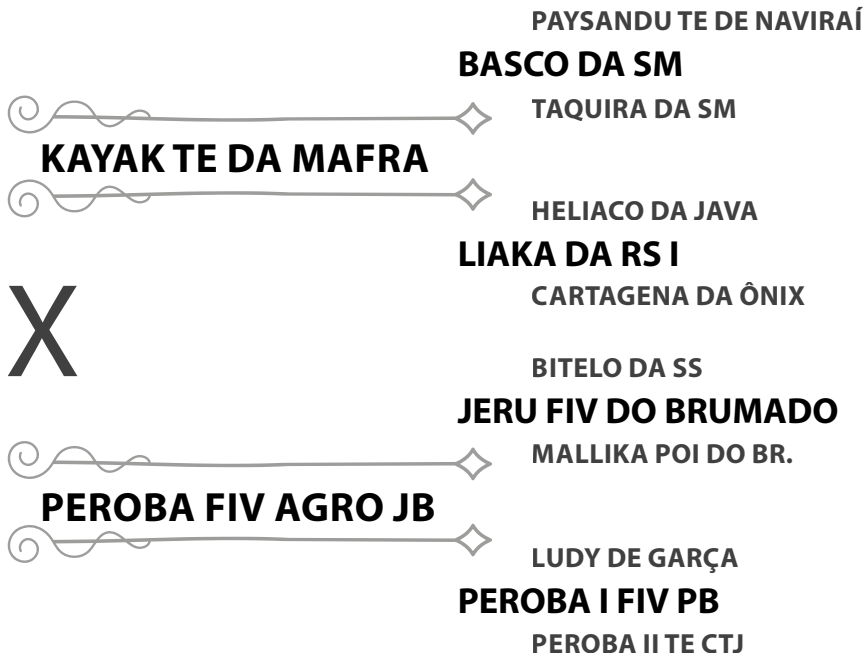 PAYSANDU TE DE NAVIRAÍ
BASCO DA SM
TAQUIRA DA SM
KAYAK TE DA MAFRA
HELIACO DA JAVA
LIAKA DA RS I
CARTAGENA DA ÔNIX
X
BITELO DA SS
JERU FIV DO BRUMADO
MALLIKA POI DO BR.
PEROBA FIV AGRO JB
LUDY DE GARÇA
PEROBA I FIV PB
PEROBA II TE CTJ